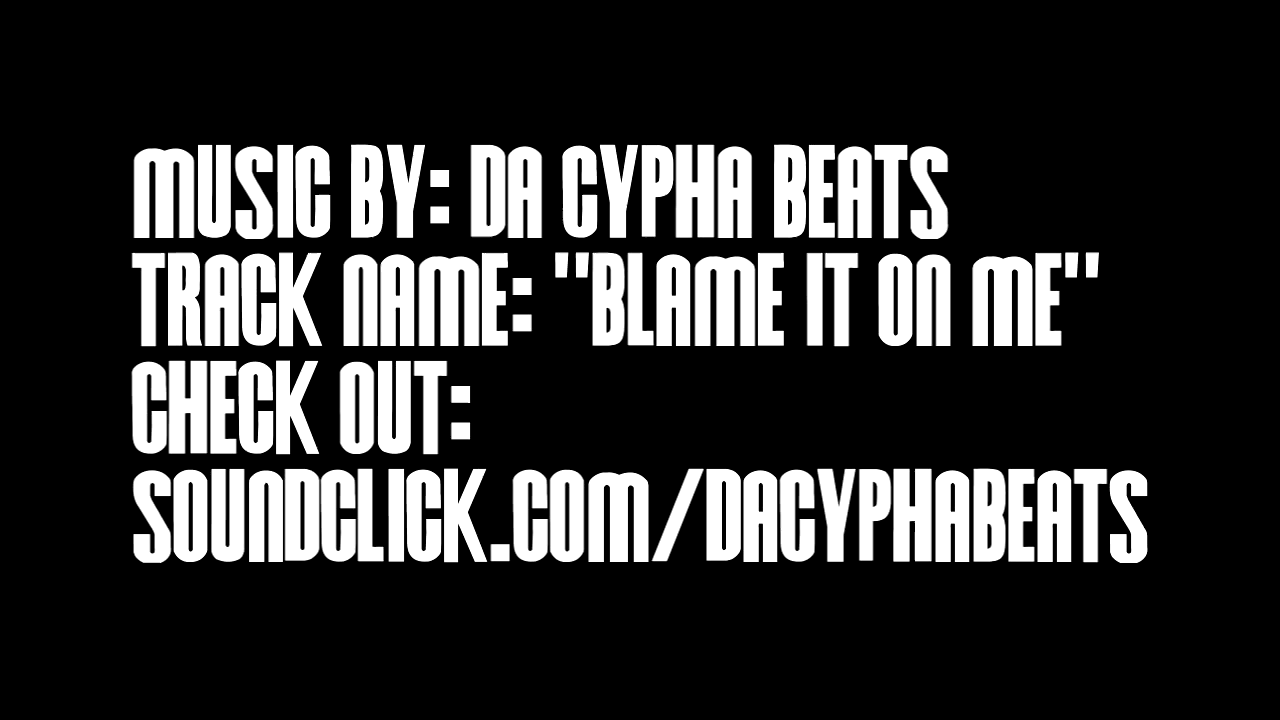 MUSIC BY: DA CYPHA BEATS
TRACK NAME: "BLAME IT ON ME"
CHECK OUT:
SOUNDCLICK.COM/DACYPHABEATS